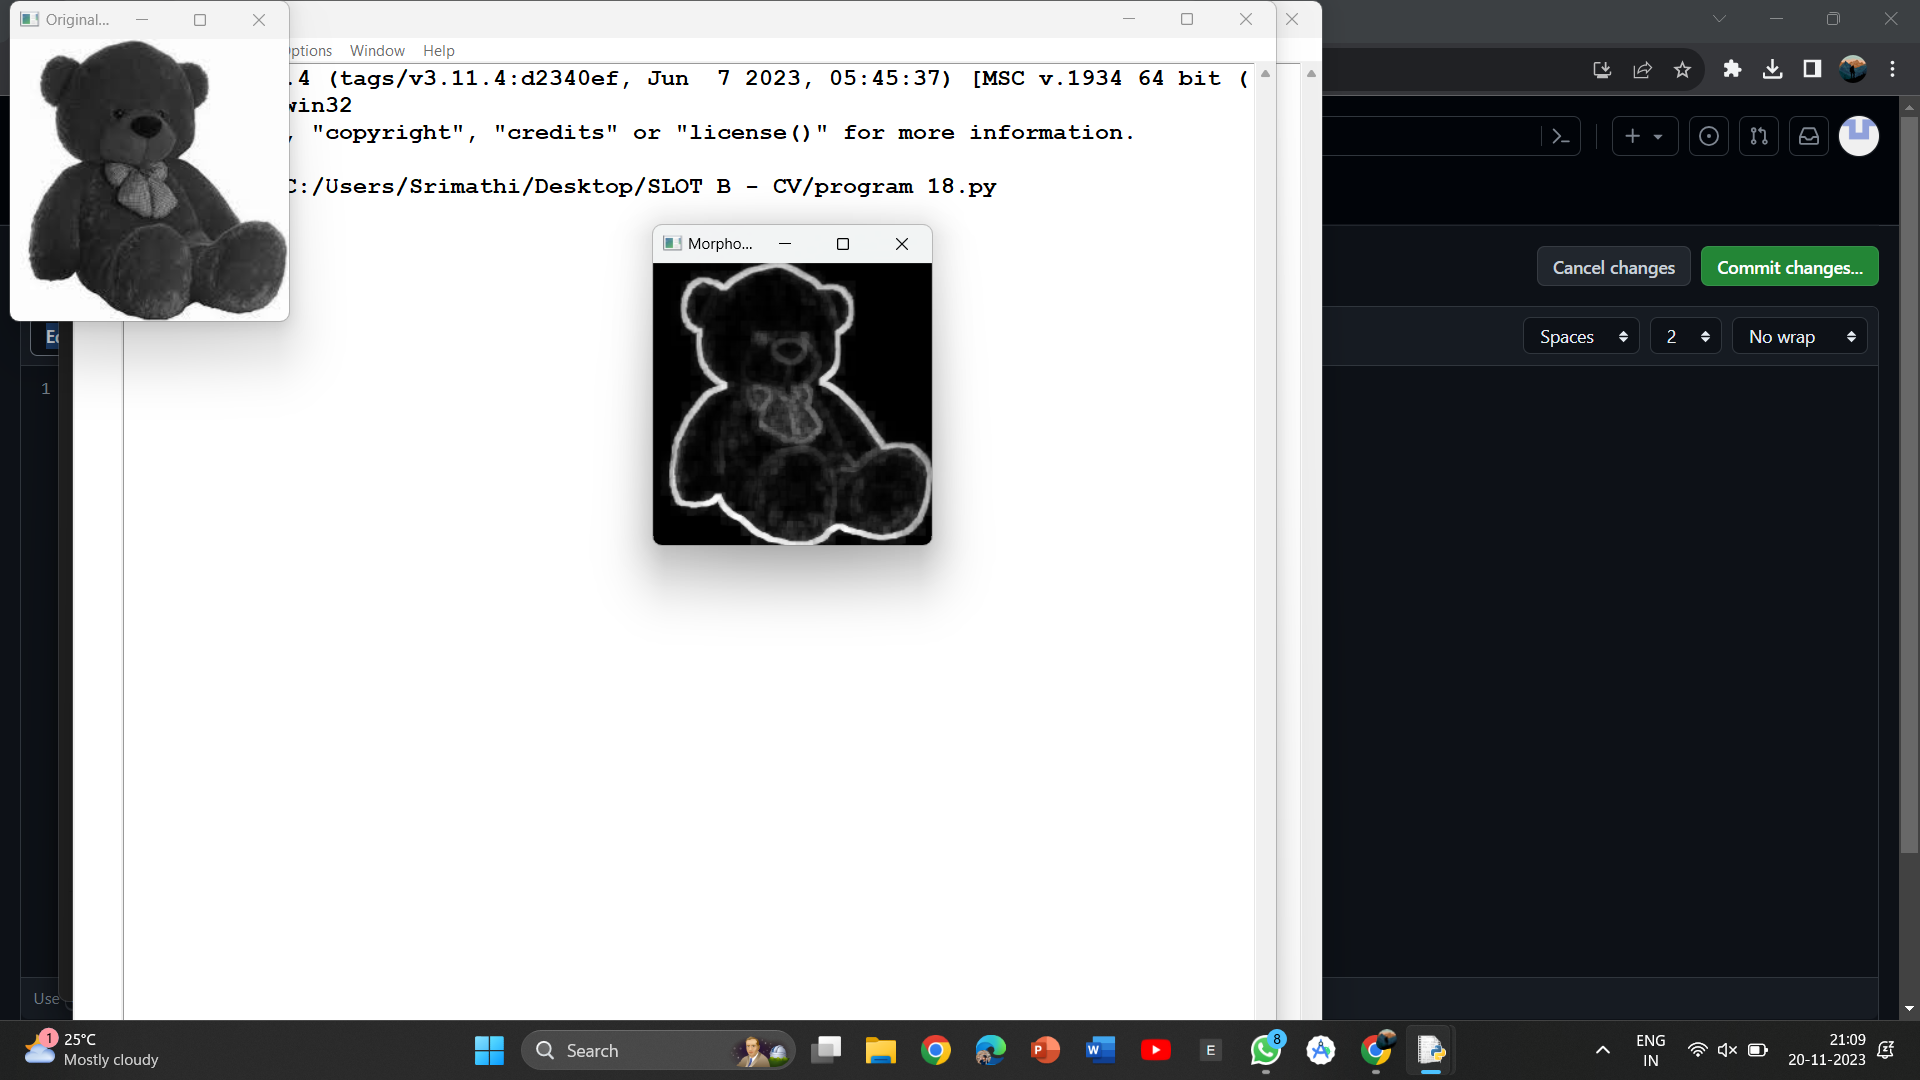 Original...
ptions Window Help
.4 (tags/v3.11.4:d2340ef, Jun  7 2023, 05:45:37) [MSC v.1934 64 bit (
win32
, "copyright", "credits" or "license()" for more information.
C:/Users/Srimathi/Desktop/SLOT B - CV/program 18.py
Morpho...
Cancel changes
Commit changes...
Spaces
2
No wrap
1
Use
1
25°C
Mostly cloudy
Search
P
W
E
8
ENG
IN
21:09
20-11-2023